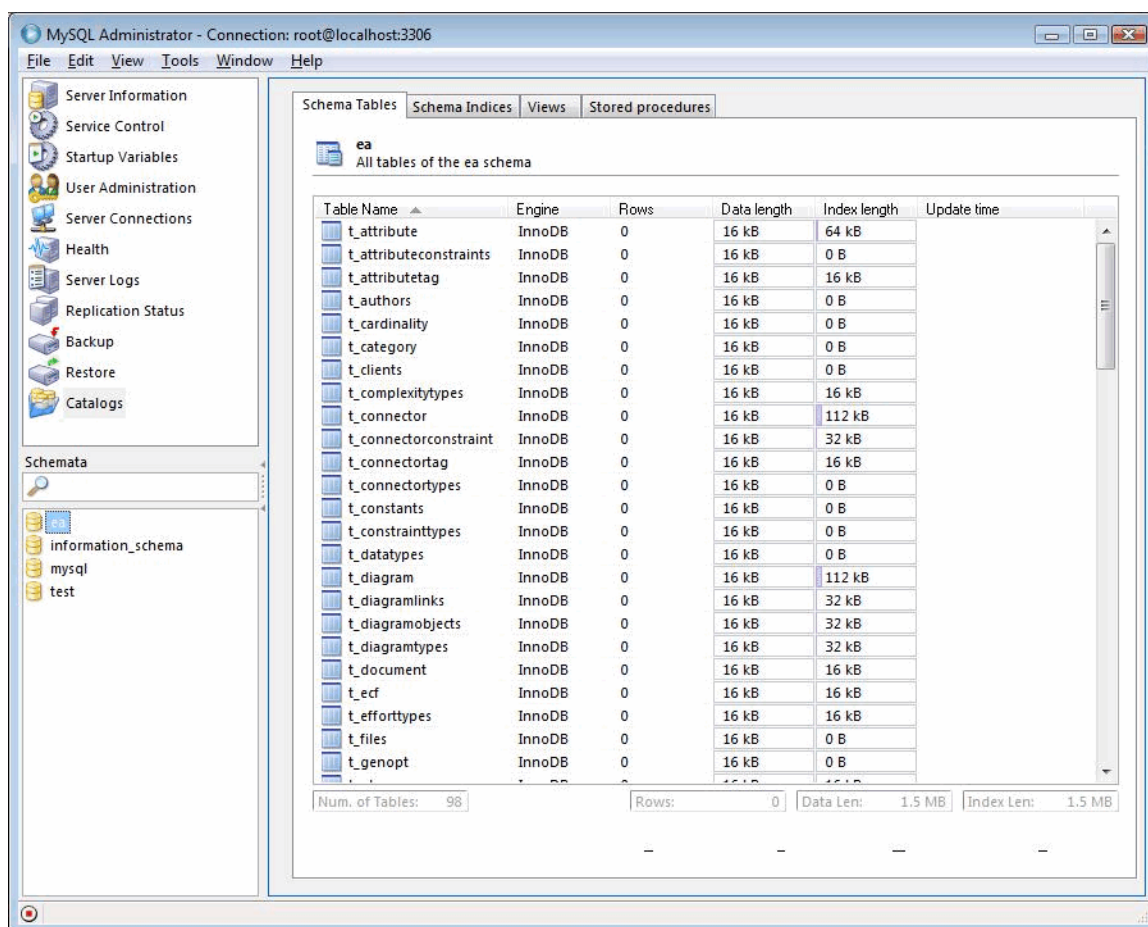 MySQL Administrator - Connection: root@localhost:3306
File Edit View Tools Window Help
Server Information
Service Control
Startup Variables
User Administration
Server Connections
Health
Server Logs
Replication Status
Backup
Restore
Catalogs
Schemata
ea
information_schema
mysql
test
Schema Tables Schema Indices Views Stored procedures
ea
All tables of the ea schema
Table Name Engine Rows Data length Index length Update time
t_attribute InnoDB 0 16 kB 64 kB
t_attributeconstraints InnoDB 0 16 kB 0 B
t_attributetag InnoDB 0 16 kB 16 kB
t_authors InnoDB 0 16 kB 0 B
t_cardinality InnoDB 0 16 kB 0 B
t_category InnoDB 0 16 kB 0 B
t_clients InnoDB 0 16 kB 0 B
t_complexitytypes InnoDB 0 16 kB 16 kB
t_connector InnoDB 0 16 kB 112 kB
t_connectorconstraint InnoDB 0 16 kB 32 kB
t_connectortag InnoDB 0 16 kB 16 kB
t_connectortypes InnoDB 0 16 kB 0 B
t_constants InnoDB 0 16 kB 0 B
t_constrainttypes InnoDB 0 16 kB 0 B
t_datatypes InnoDB 0 16 kB 0 B
t_diagram InnoDB 0 16 kB 112 kB
t_diagramlinks InnoDB 0 16 kB 32 kB
t_diagramobjects InnoDB 0 16 kB 32 kB
t_diagramtypes InnoDB 0 16 kB 32 kB
t_document InnoDB 0 16 kB 16 kB
t_ecf InnoDB 0 16 kB 16 kB
t_efforttypes InnoDB 0 16 kB 16 kB
t_files InnoDB 0 16 kB 0 B
t_genopt InnoDB 0 16 kB 0 B
Num. of Tables: 98 Rows: 0 Data Len: 1.5 MB Index Len: 1.5 MB